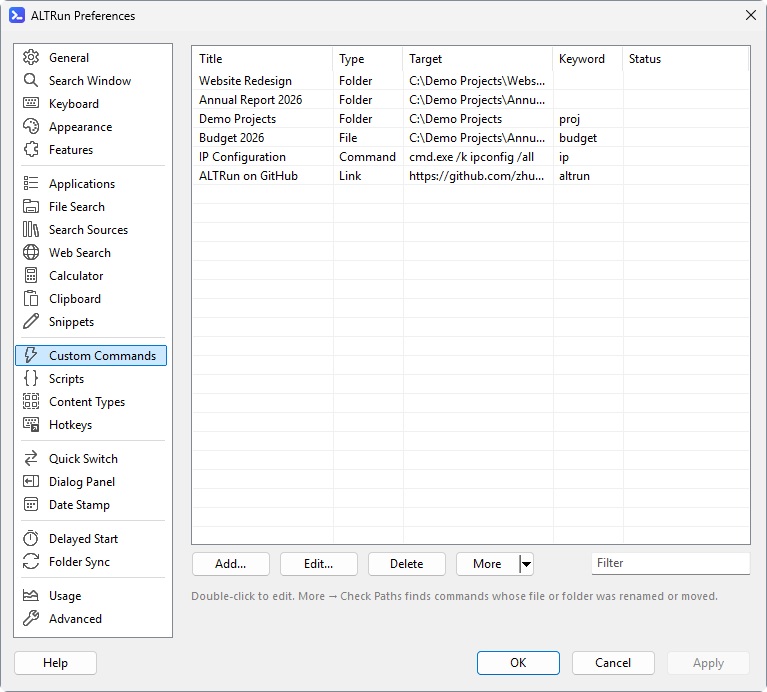 ALTRun Preferences
General
Search Window
Keyboard
Appearance
Features
Applications
File Search
Search Sources
Web Search
Calculator
Clipboard
Snippets
Custom Commands
Scripts
Content Types
Hotkeys
Quick Switch
Dialog Panel
Date Stamp
Delayed Start
Folder Sync
Usage
Advanced
Title Type Target Keyword Status
Website Redesign Folder C:\Demo Projects\Webs...
Annual Report 2026 Folder C:\Demo Projects\Annu...
Demo Projects Folder C:\Demo Projects proj
Budget 2026 File C:\Demo Projects\Annu... budget
IP Configuration Command cmd.exe /k ipconfig /all ip
ALTRun on GitHub Link https://github.com/zhu... altrun
Add... Edit... Delete More Filter
Double-click to edit. More → Check Paths finds commands whose file or folder was renamed or moved.
Help OK Cancel Apply